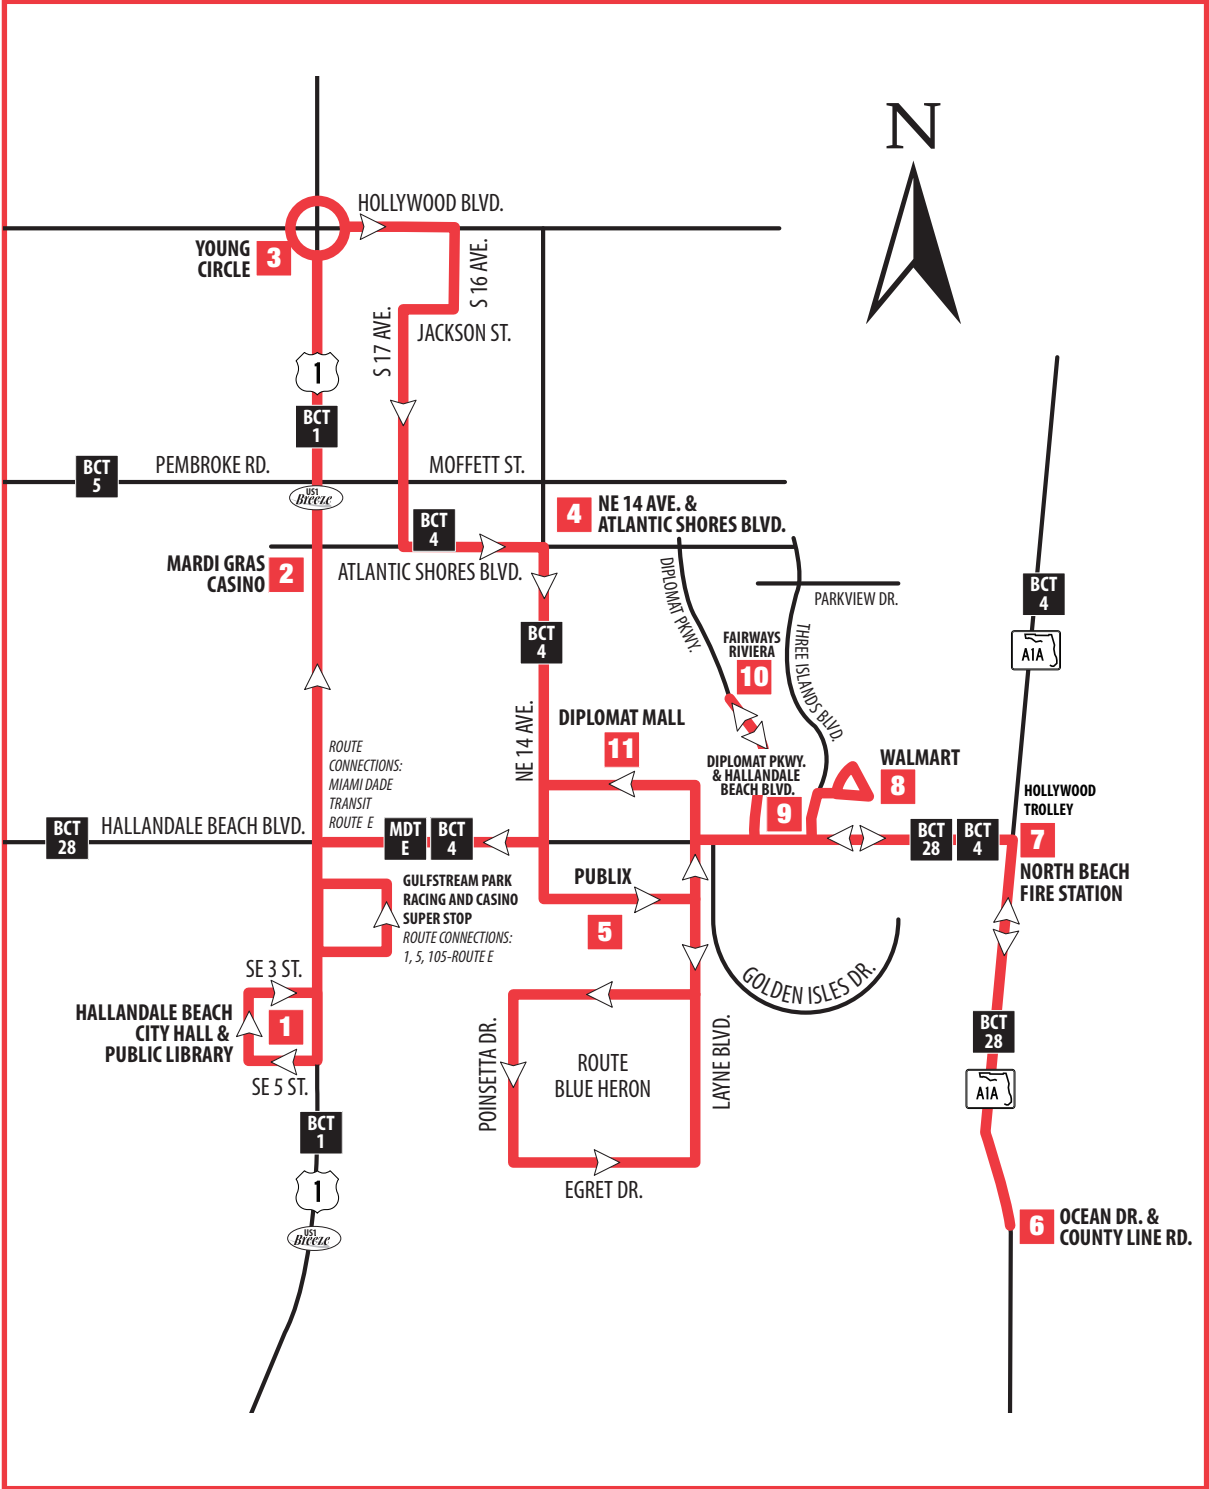 N
HOLLYWOOD BLVD.
YOUNG
CIRCLE
3
S 16 AVE.
S 17 AVE.
JACKSON ST.
1
BCT
1
BCT
5
PEMBROKE RD.
MOFFETT ST.
US1
Breeze
4
NE 14 AVE. &
ATLANTIC SHORES BLVD.
BCT
4
MARDI GRAS
CASINO
2
ATLANTIC SHORES BLVD.
DIPLOMAT PKWY.
PARKVIEW DR.
BCT
4
A1A
BCT
4
FAIRWAYS
RIVIERA
10
THREE ISLANDS BLVD.
NE 14 AVE.
DIPLOMAT MALL
11
ROUTE
CONNECTIONS:
MIAMI DADE
TRANSIT
ROUTE E
DIPLOMAT PKWY.
& HALLANDALE
BEACH BLVD.
9
WALMART
8
HOLLYWOOD
TROLLEY
7
NORTH BEACH
FIRE STATION
BCT
28
HALLANDALE BEACH BLVD.
MDT
E
BCT
4
BCT
28
BCT
4
PUBLIX
5
GULFSTREAM PARK
RACING AND CASINO
SUPER STOP
ROUTE CONNECTIONS:
1, 5, 105-ROUTE E
GOLDEN ISLES DR.
SE 3 ST.
HALLANDALE BEACH
CITY HALL &
PUBLIC LIBRARY
1
SE 5 ST.
POINSETTA DR.
ROUTE
BLUE HERON
LAYNE BLVD.
BCT
28
A1A
BCT
1
1
US1
Breeze
EGRET DR.
6
OCEAN DR. &
COUNTY LINE RD.